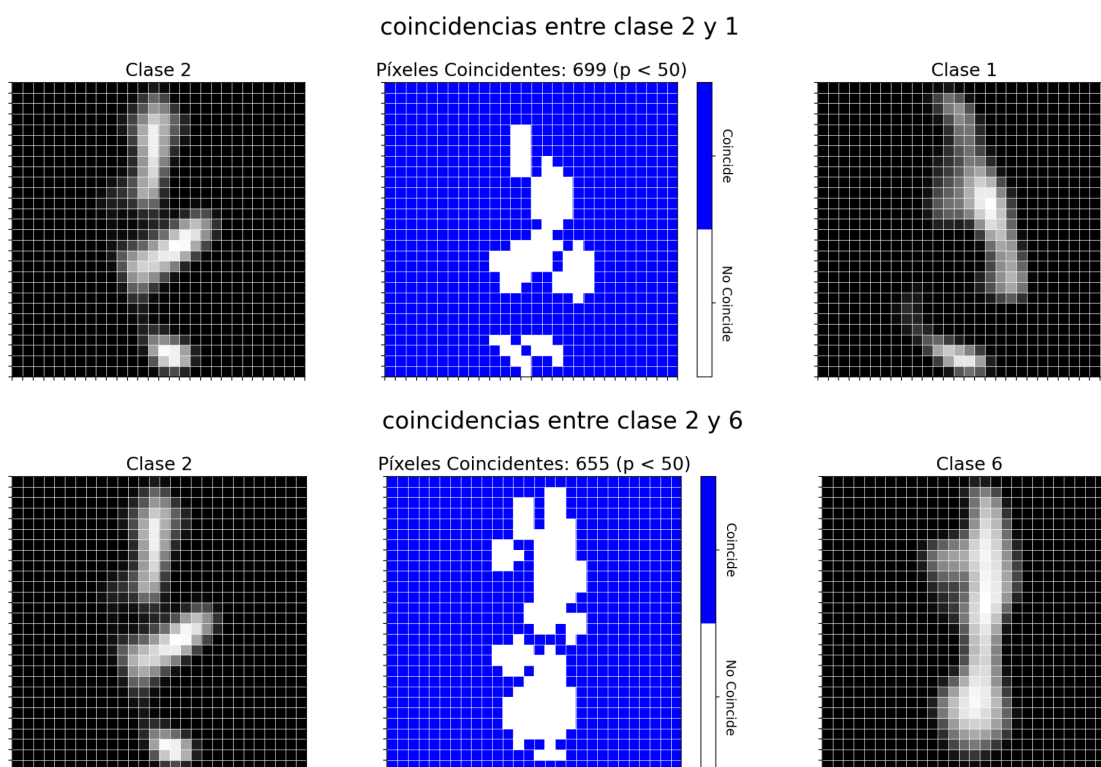 coincidencias entre clase 2 y 1
Clase 2
Píxeles Coincidentes: 699 (p < 50)
Clase 1
Coincide
No Coincide
coincidencias entre clase 2 y 6
Clase 2
Píxeles Coincidentes: 655 (p < 50)
Clase 6
Coincide
No Coincide